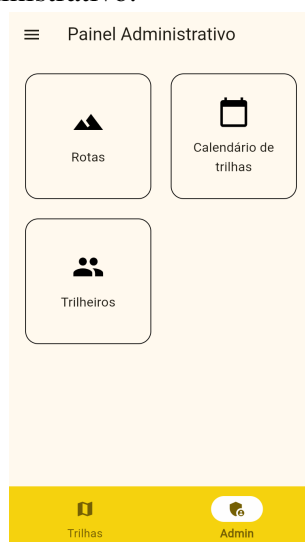 Painel Administrativo
Rotas
Calendário de
trilhas
Trilheiros
Trilhas
Admin